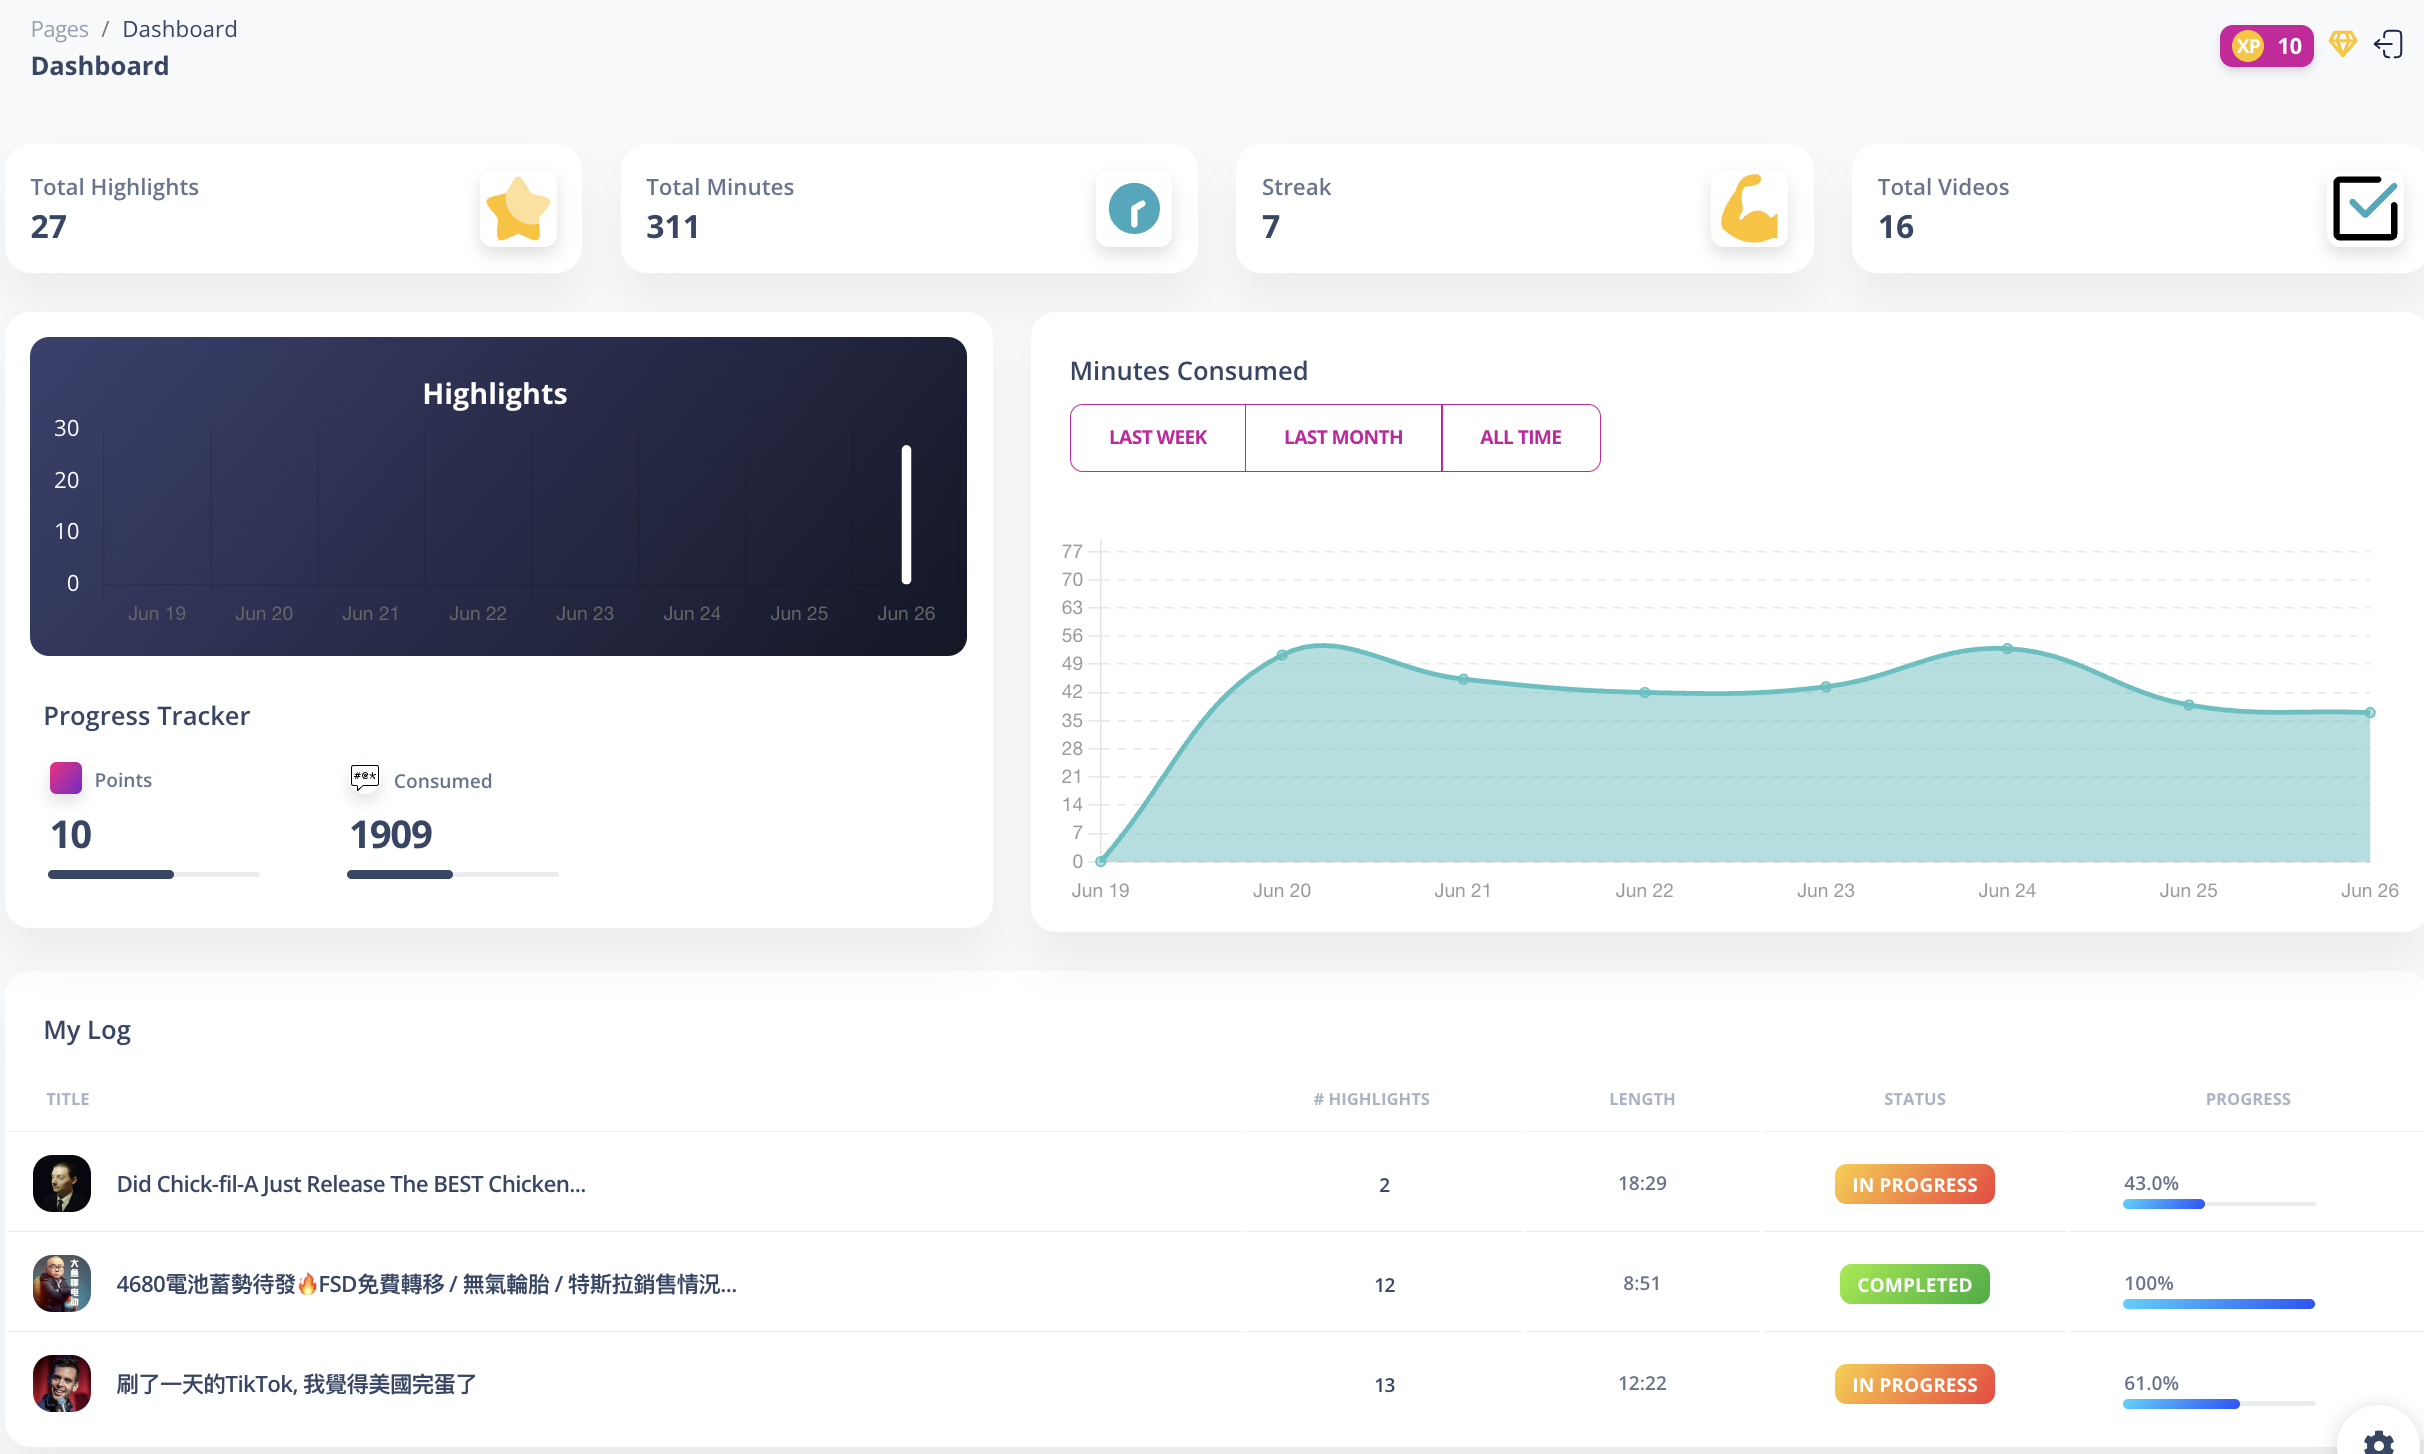 Pages / Dashboard
Dashboard
XP 10
Total Highlights
27
Total Minutes
311
Streak
7
Total Videos
16
Highlights
30
20
10
0
Jun 19 Jun 20 Jun 21 Jun 22 Jun 23 Jun 24 Jun 25 Jun 26
Progress Tracker
Points
10
#@*
Consumed
1909
Minutes Consumed
LAST WEEK LAST MONTH ALL TIME
77
70
63
56
49
42
35
28
21
14
7
0
Jun 19 Jun 20 Jun 21 Jun 22 Jun 23 Jun 24 Jun 25 Jun 26
My Log
TITLE # HIGHLIGHTS LENGTH STATUS PROGRESS
Did Chick-fil-A Just Release The BEST Chicken... 2 18:29 IN PROGRESS 43.0%
4680電池蓄勢待發🔥FSD免費轉移 / 無氣輪胎 / 特斯拉銷售情況... 12 8:51 COMPLETED 100%
刷了一天的TikTok, 我覺得美國完蛋了 13 12:22 IN PROGRESS 61.0%